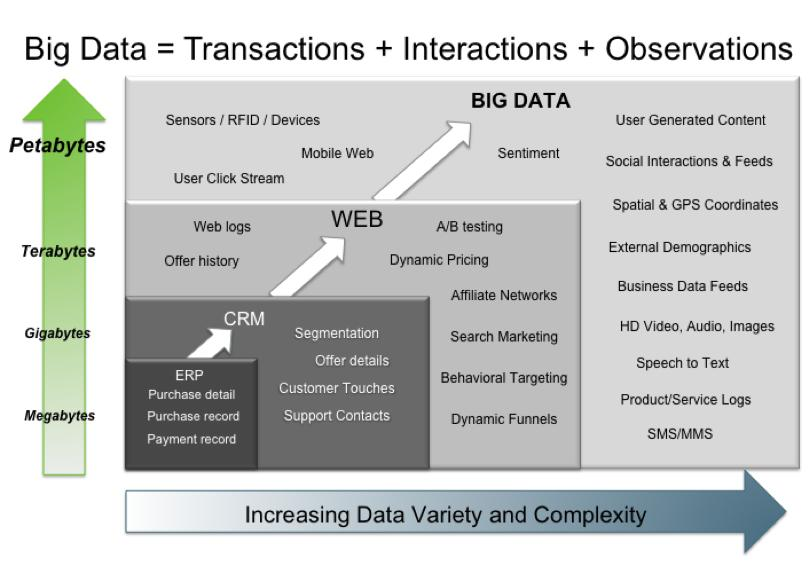 Big Data = Transactions + Interactions + Observations
BIG DATA
Petabytes
Sensors / RFID / Devices
Mobile Web
User Click Stream
Sentiment
User Generated Content
Social Interactions & Feeds
Spatial & GPS Coordinates
External Demographics
Business Data Feeds
HD Video, Audio, Images
Speech to Text
Product/Service Logs
SMS/MMS
Terabytes
WEB
Web logs
Offer history
A/B testing
Dynamic Pricing
Affiliate Networks
Search Marketing
Behavioral Targeting
Dynamic Funnels
Gigabytes
CRM
Segmentation
Offer details
Customer Touches
Support Contacts
Megabytes
ERP
Purchase detail
Purchase record
Payment record
Increasing Data Variety and Complexity